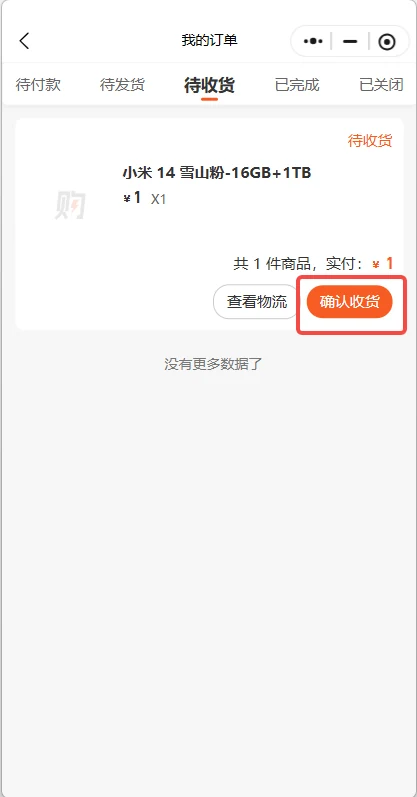 我的订单
待付款 待发货 待收货 已完成 已关闭
待收货
小米 14 雪山粉-16GB+1TB
¥ 1 X1
购
共 1 件商品，实付：¥ 1
查看物流 确认收货
没有更多数据了